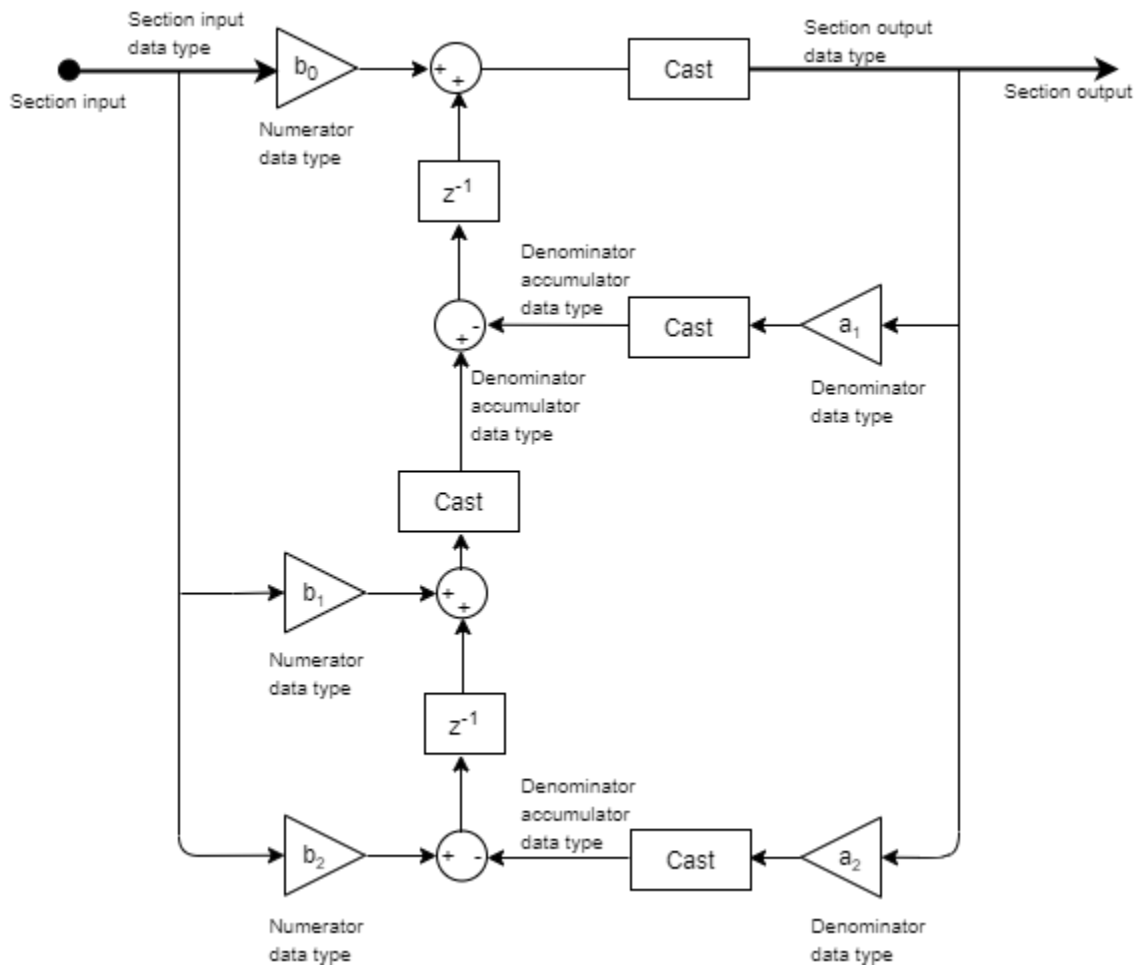 Section input
data type
Section output
data type
b0
+
+
Cast
Section input
Section output
Numerator
data type
z-1
Denominator
accumulator
data type
-
+
Cast
a1
Denominator
accumulator
data type
Denominator
data type
Cast
b1
+
+
Numerator
data type
z-1
Denominator
accumulator
data type
b2
+
-
Cast
a2
Numerator
data type
Denominator
data type